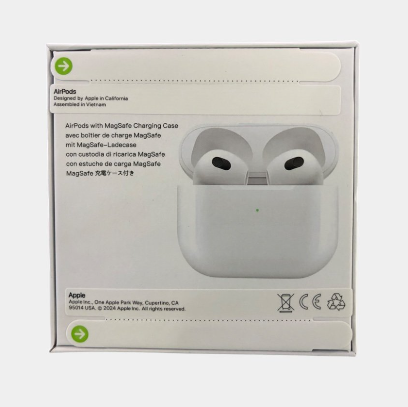 AirPods
Designed by Apple in California
Assembled in Vietnam
AirPods with MagSafe Charging Case
avec boîtier de charge MagSafe
mit MagSafe-Ladecase
con custodia di ricarica MagSafe
con estuche de carga MagSafe
MagSafe 充電ケース付き
Apple
Apple Inc., One Apple Park Way, Cupertino, CA
95014 USA. © 2024 Apple Inc. All rights reserved.
CE